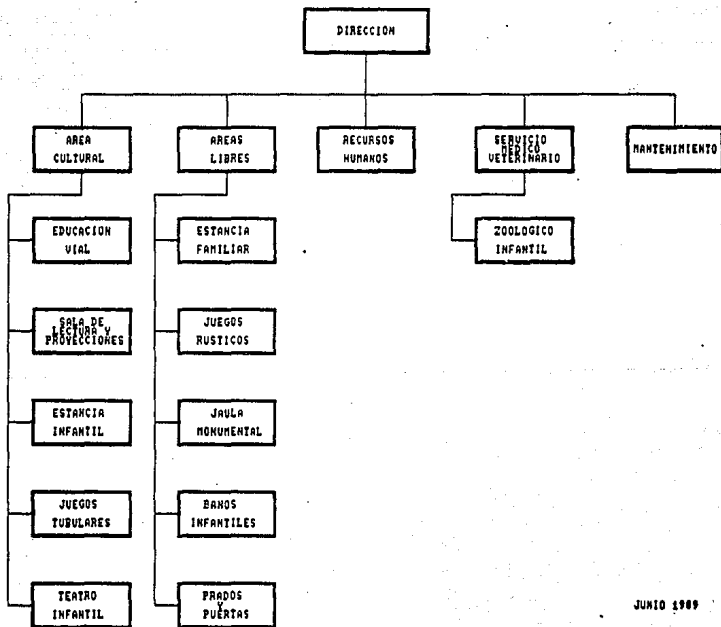 DIRECCION
AREA
CULTURAL
AREAS
LIBRES
RECURSOS
HUMANOS
SERVICIO
MEDICO
VETERINARIO
MANTENIMIENTO
EDUCACION
VIAL
ESTANCIA
FAMILIAR
ZOOLOGICO
INFANTIL
SALA DE
LECTURA Y
PROYECCIONES
JUEGOS
RUSTICOS
ESTANCIA
INFANTIL
JAULA
MONUMENTAL
JUEGOS
TUBULARES
BAÑOS
INFANTILES
TEATRO
INFANTIL
PRADOS
Y
PUERTAS
JUNIO 1989